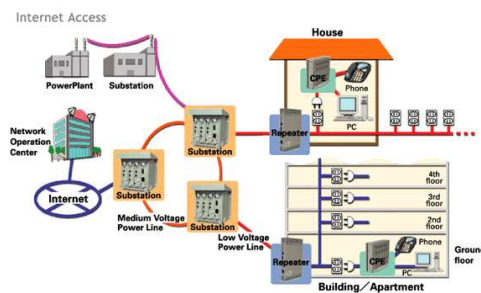 Internet Access
House
PowerPlant
Substation
CPE
Phone
PC
Network
Operation
Center
Substation
Repeater
Internet
Substation
Medium Voltage
Power Line
Substation
Low Voltage
Power Line
4th
floor
3rd
floor
2nd
floor
Repeater
CPE
Phone
PC
Ground
floor
Building/Apartment